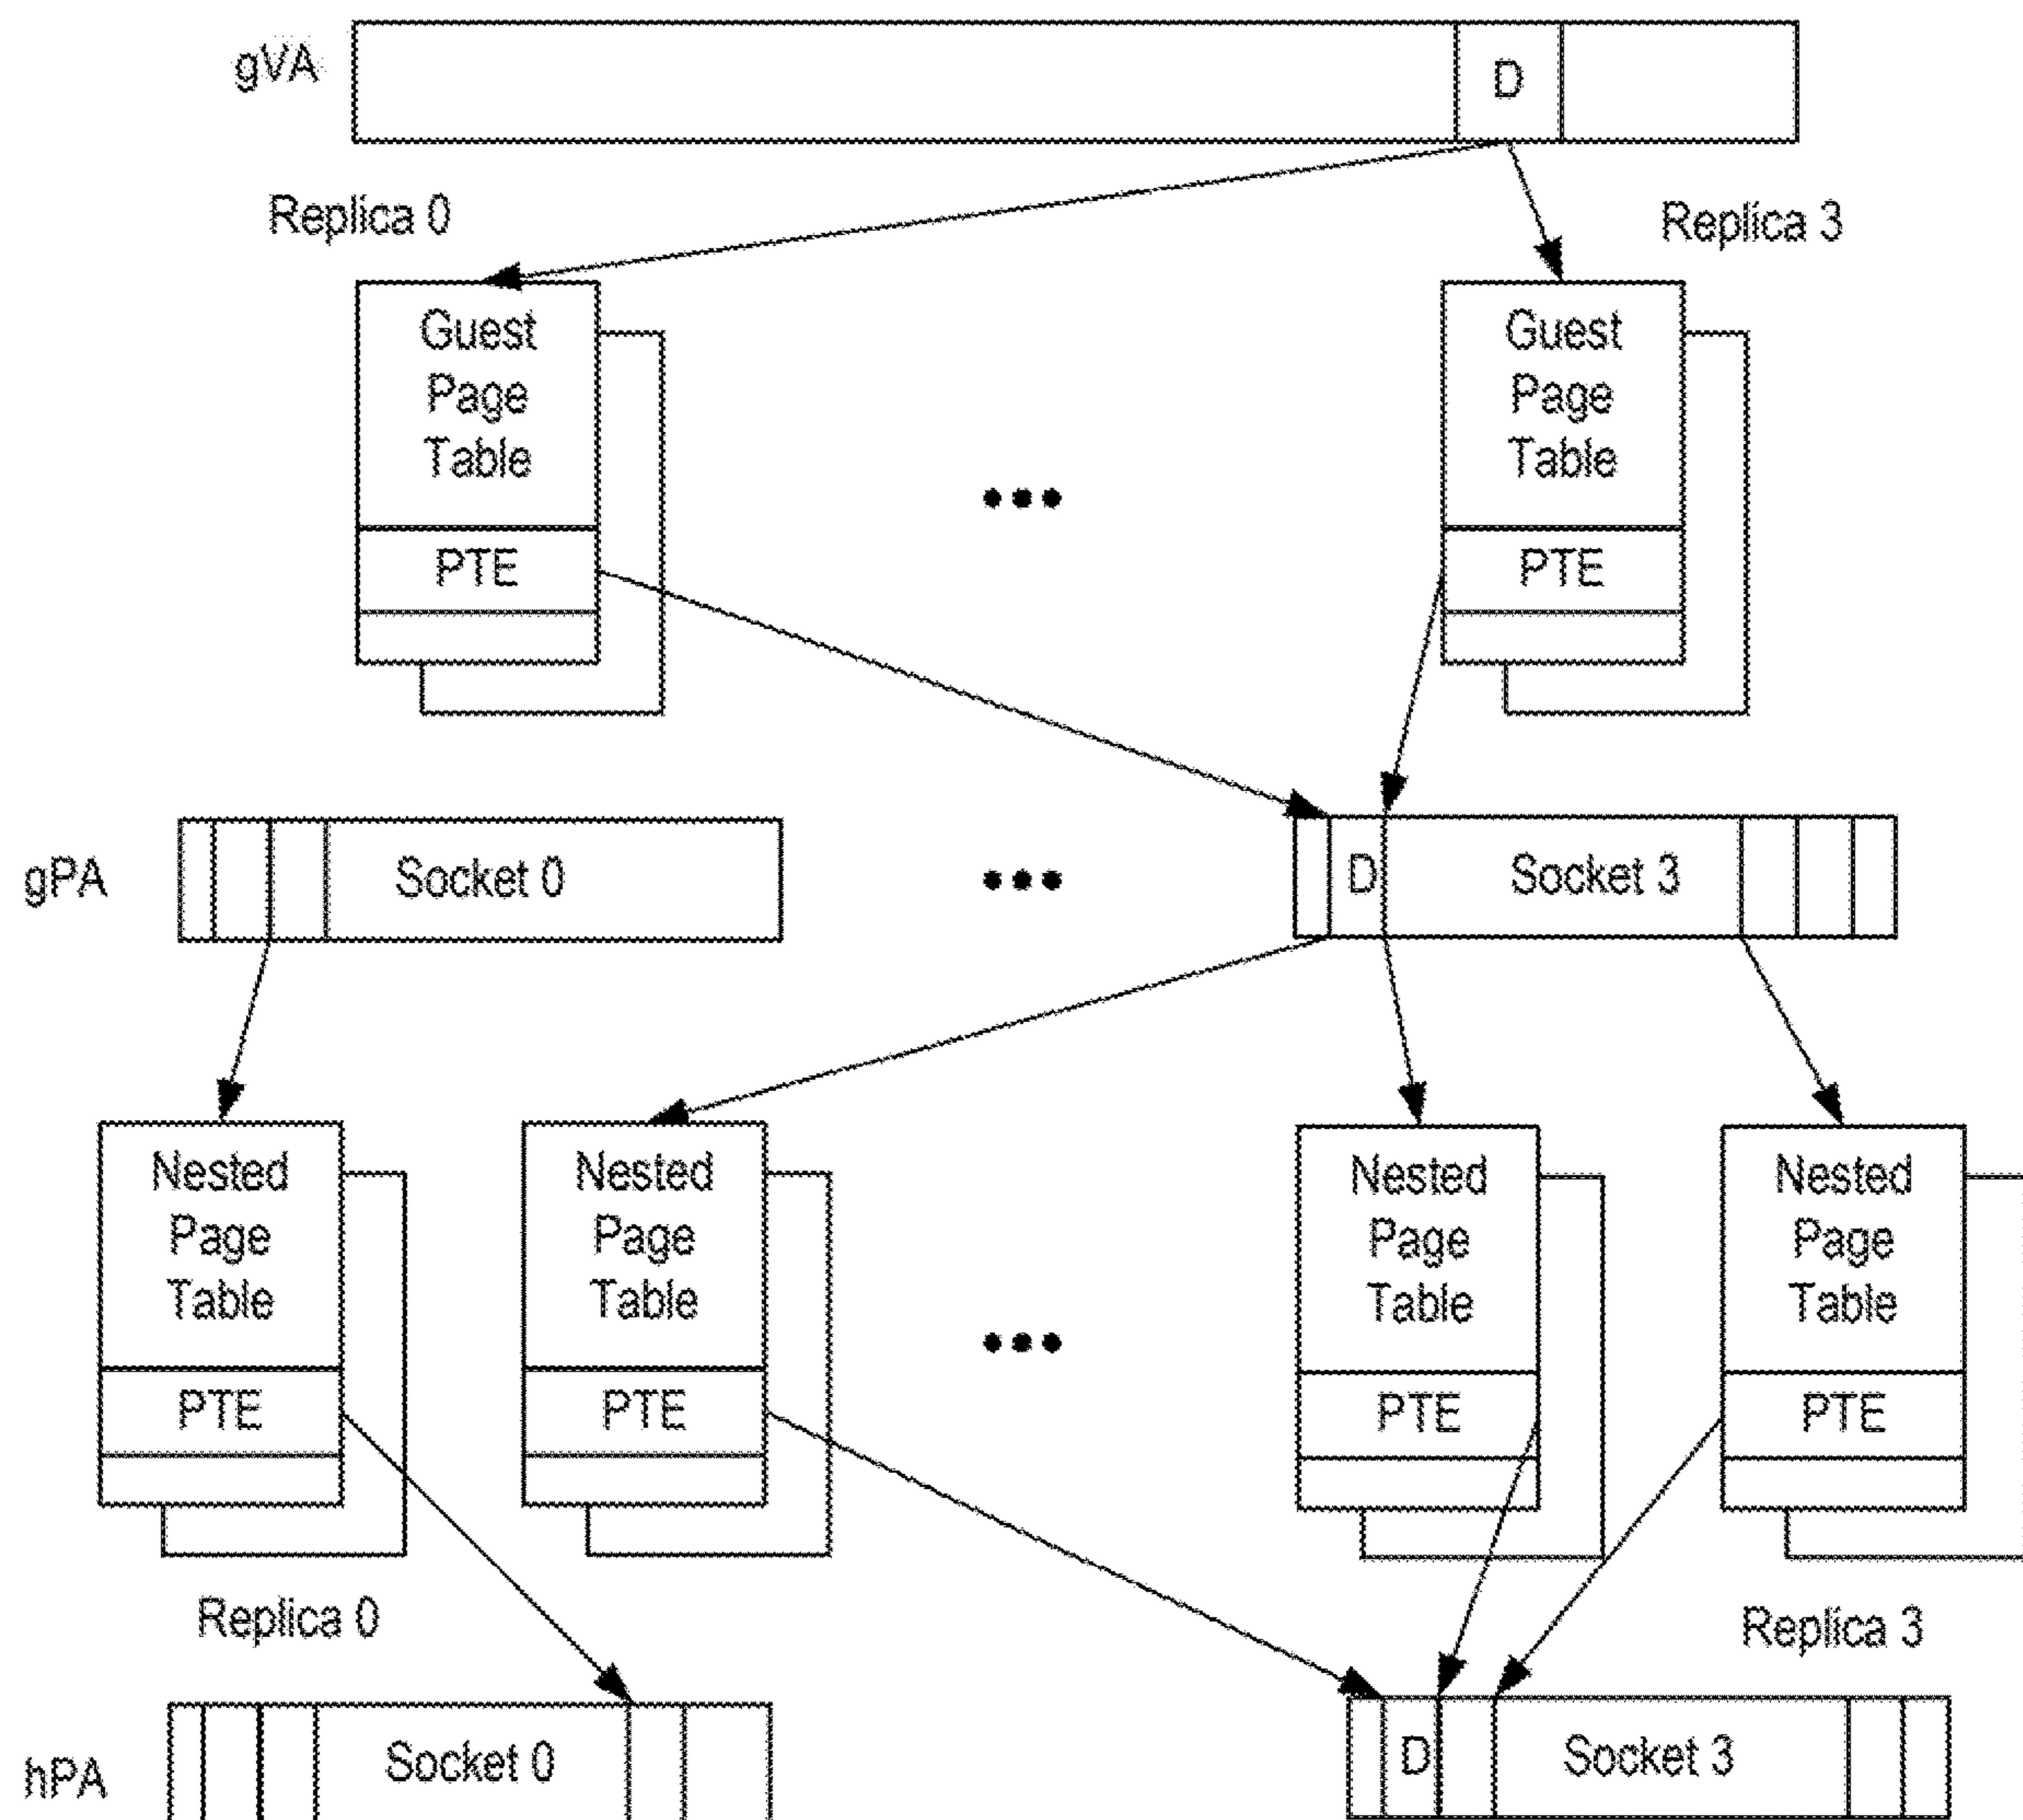 gVA
D
Replica 0
Replica 3
Guest
Page
Table
PTE
Guest
Page
Table
PTE
•••
gPA
Socket 0
•••
D
Socket 3
Nested
Page
Table
PTE
Nested
Page
Table
PTE
•••
Nested
Page
Table
PTE
Nested
Page
Table
PTE
Replica 0
Replica 3
hPA
Socket 0
D
Socket 3